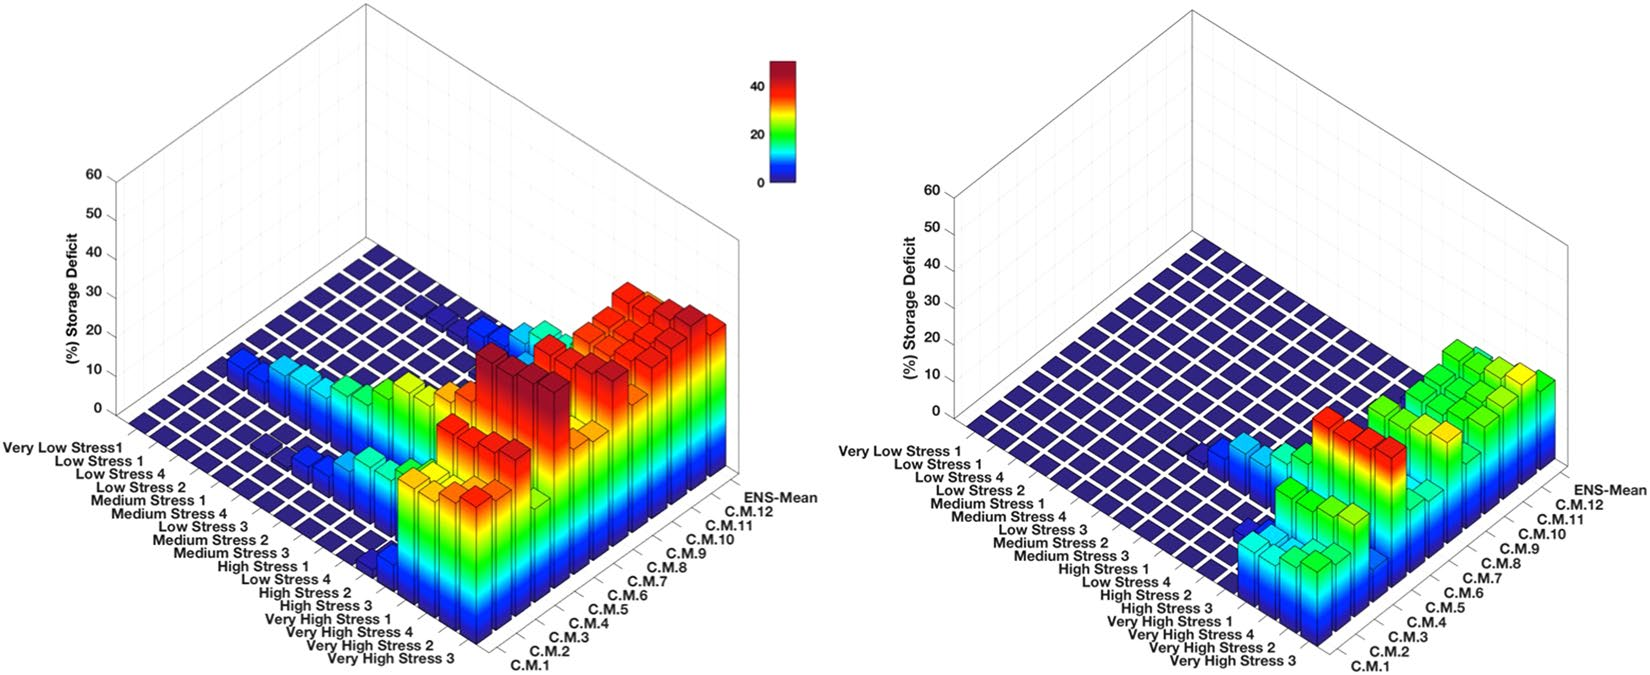 40
20
0
60
50
40
30
20
10
0
(%) Storage Deficit
Very Low Stress1
Low Stress 1
Low Stress 4
Low Stress 2
Medium Stress 1
Medium Stress 4
Low Stress 3
Medium Stress 2
Medium Stress 3
High Stress 1
Low Stress 4
High Stress 2
High Stress 3
Very High Stress 1
Very High Stress 4
Very High Stress 2
Very High Stress 3
ENS-Mean
C.M.12
C.M.11
C.M.10
C.M.9
C.M.8
C.M.7
C.M.6
C.M.5
C.M.4
C.M.3
C.M.2
C.M.1
60
50
40
30
20
10
0
(%) Storage Deficit
Very Low Stress 1
Low Stress 1
Low Stress 4
Low Stress 2
Medium Stress 1
Medium Stress 4
Low Stress 3
Medium Stress 2
Medium Stress 3
High Stress 1
Low Stress 4
High Stress 2
High Stress 3
Very High Stress 1
Very High Stress 4
Very High Stress 2
Very High Stress 3
ENS-Mean
C.M.12
C.M.11
C.M.10
C.M.9
C.M.8
C.M.7
C.M.6
C.M.5
C.M.4
C.M.3
C.M.2
C.M.1